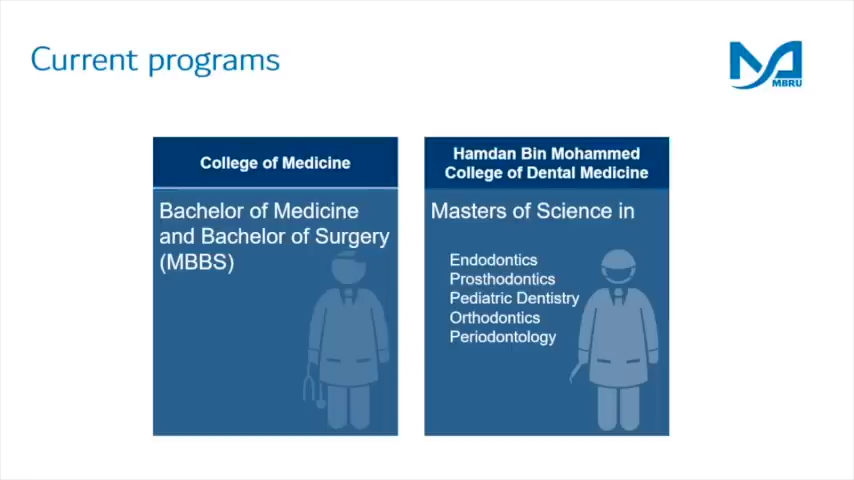 Current programs
MBRU
College of Medicine
Bachelor of Medicine
and Bachelor of Surgery
(MBBS)
Hamdan Bin Mohammed
College of Dental Medicine
Masters of Science in
Endodontics
Prosthodontics
Pediatric Dentistry
Orthodontics
Periodontology